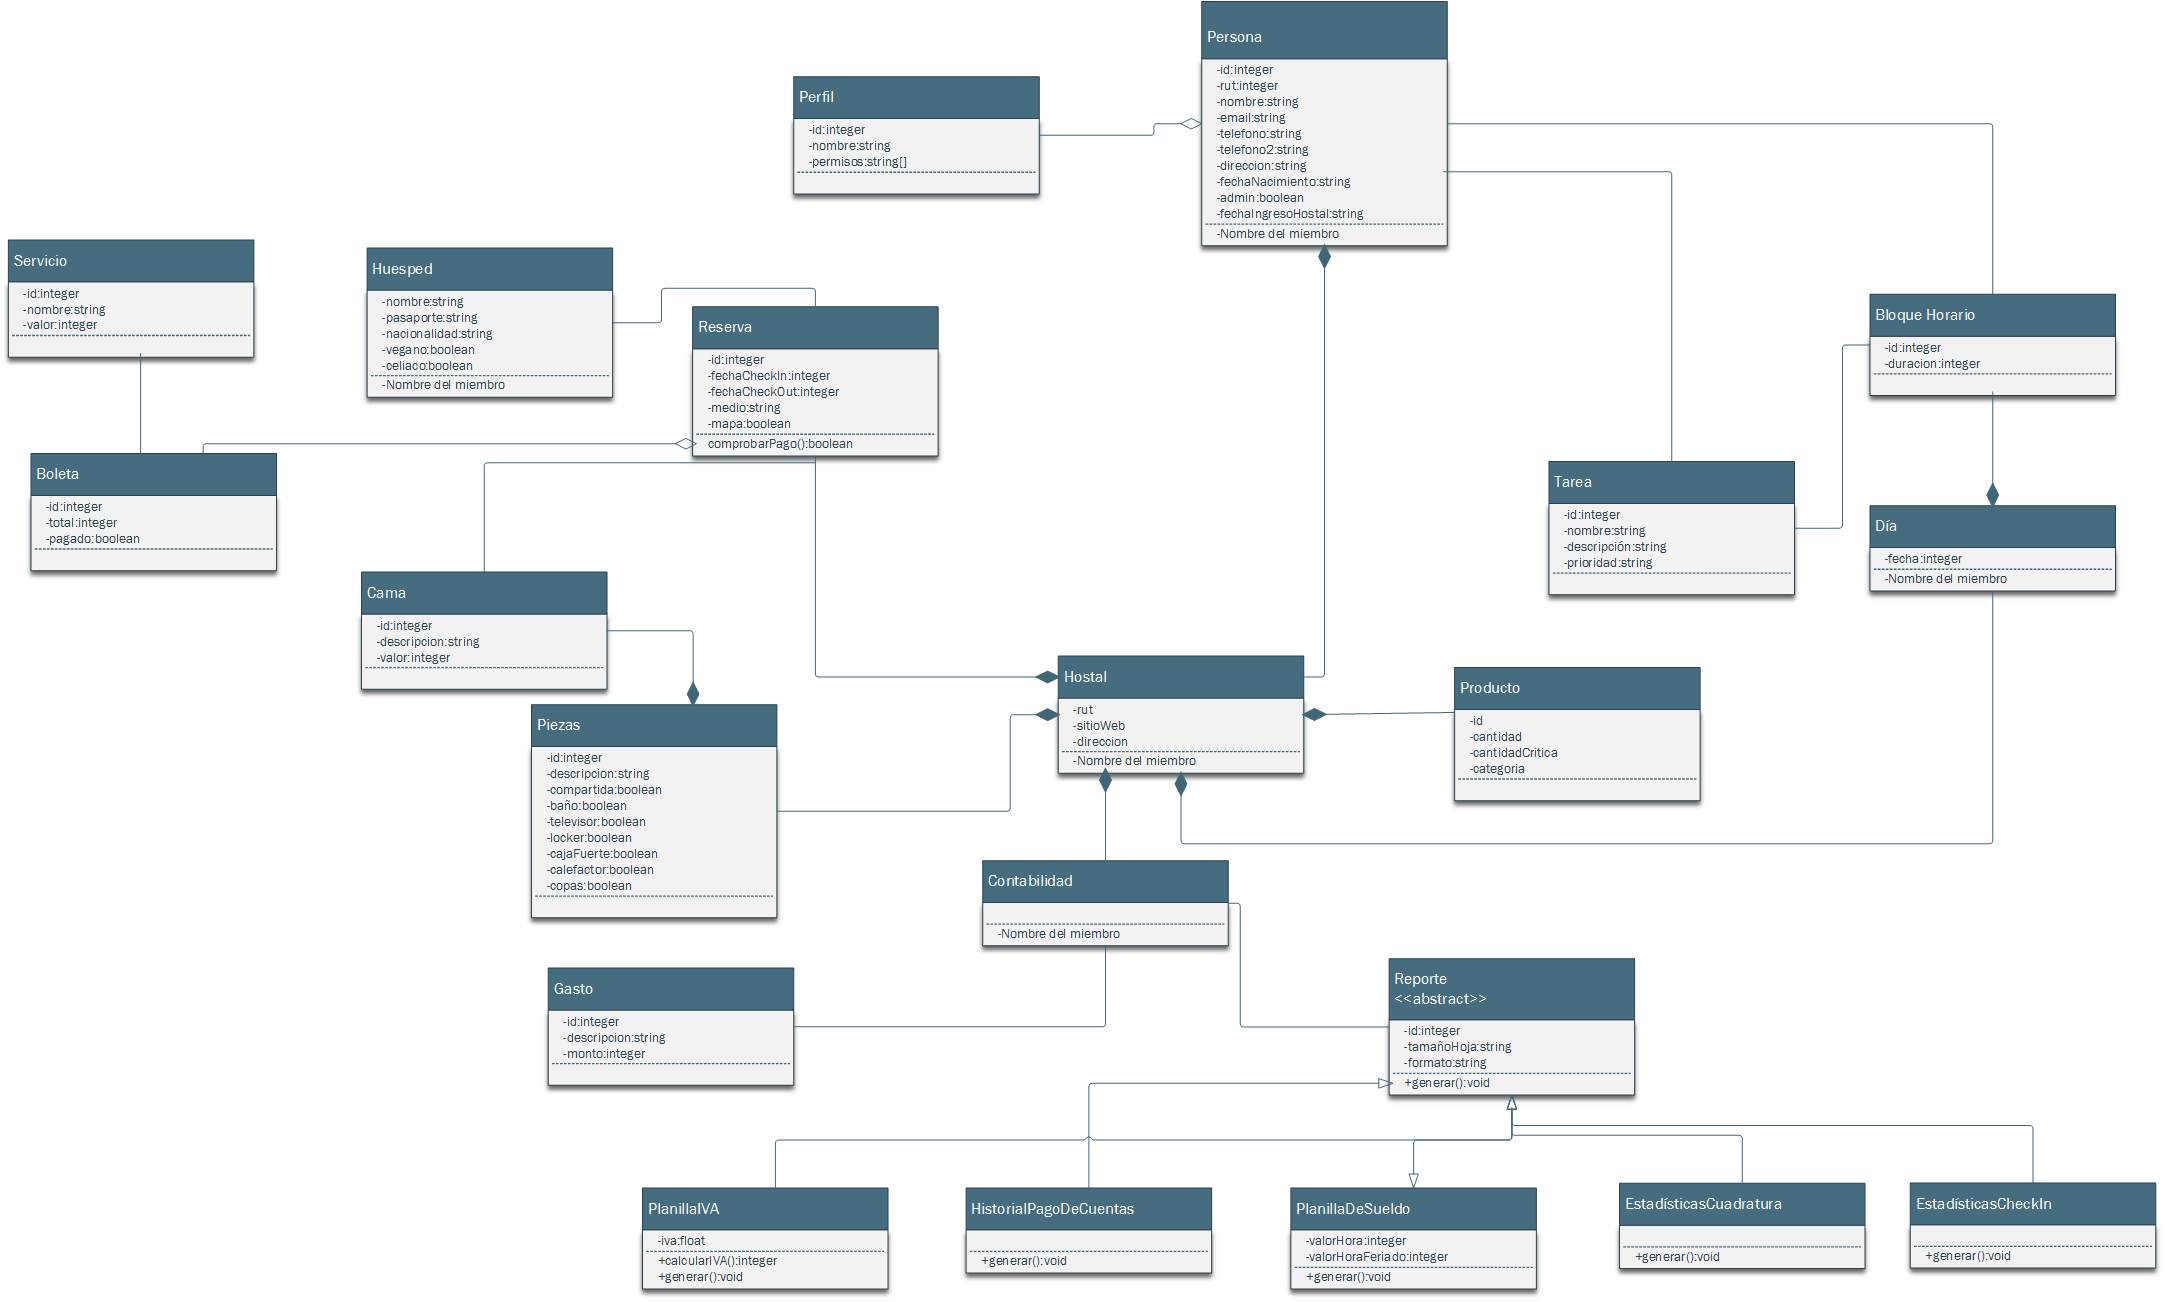 Persona
-id:integer
-rut:integer
-nombre:string
-email:string
-telefono:string
-telefono2:string
-direccion:string
-fechaNacimiento:string
-admin:boolean
-fechaIngresoHostal:string
-Nombre del miembro
Perfil
-id:integer
-nombre:string
-permisos:string[]
Servicio
-id:integer
-nombre:string
-valor:integer
Huesped
-nombre:string
-pasaporte:string
-nacionalidad:string
-vegano:boolean
-celiaco:boolean
-Nombre del miembro
Reserva
-id:integer
-fechaCheckIn:integer
-fechaCheckOut:integer
-medio:string
-mapa:boolean
comprobarPago():boolean
Bloque Horario
-id:integer
-duracion:integer
Boleta
-id:integer
-total:integer
-pagado:boolean
Tarea
-id:integer
-nombre:string
-descripción:string
-prioridad:string
Día
-fecha:integer
-Nombre del miembro
Cama
-id:integer
-descripcion:string
-valor:integer
Hostal
-rut
-sitioWeb
-direccion
-Nombre del miembro
Producto
-id
-cantidad
-cantidadCritica
-categoria
Piezas
-id:integer
-descripcion:string
-compartida:boolean
-baño:boolean
-televisor:boolean
-locker:boolean
-cajaFuerte:boolean
-calefactor:boolean
-copas:boolean
Contabilidad
-Nombre del miembro
Gasto
-id:integer
-descripcion:string
-monto:integer
Reporte
<<abstract>>
-id:integer
-tamañoHoja:string
-formato:string
+generar():void
PlanillaIVA
-iva:float
+calcularIVA():integer
+generar():void
HistorialPagoDeCuentas
+generar():void
PlanillaDeSueldo
-valorHora:integer
-valorHoraFeriado:integer
+generar():void
EstadísticasCuadratura
+generar():void
EstadísticasCheckIn
+generar():void